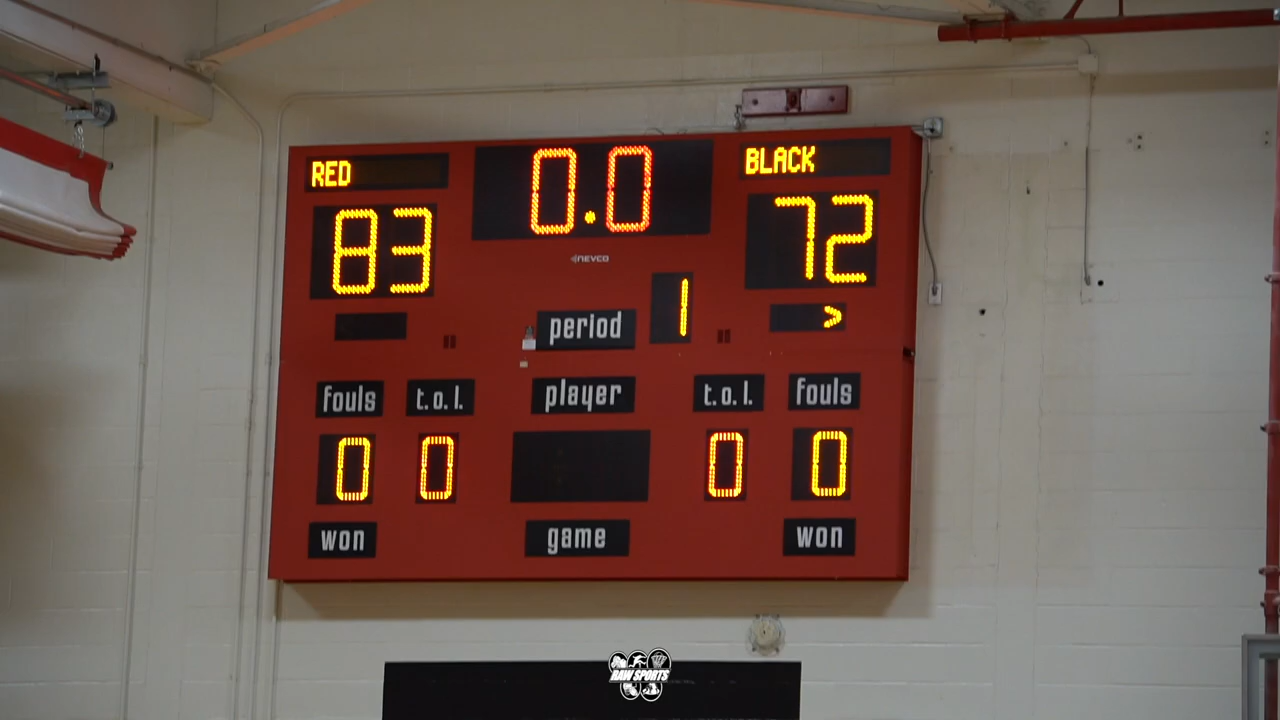 RED
0.0
BLACK
83
72
NEVCO
period
1
>
fouls
t.o.l.
player
t.o.l.
fouls
0
0
0
0
won
game
won
RAW SPORTS